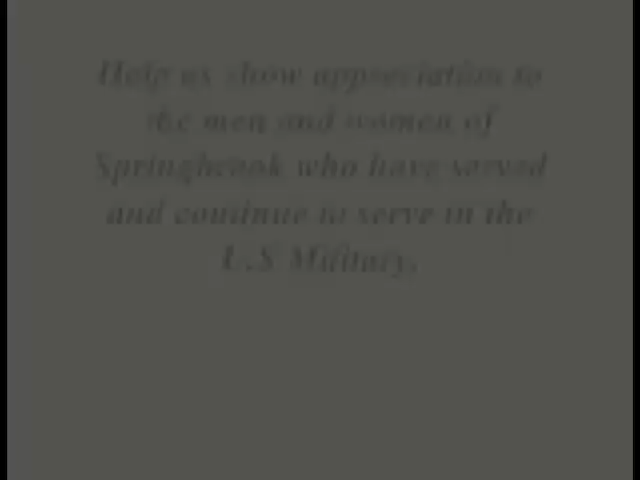 Help us show appreciation to
the men and women of
Springbrook who have served
and continue to serve in the
U.S Military.